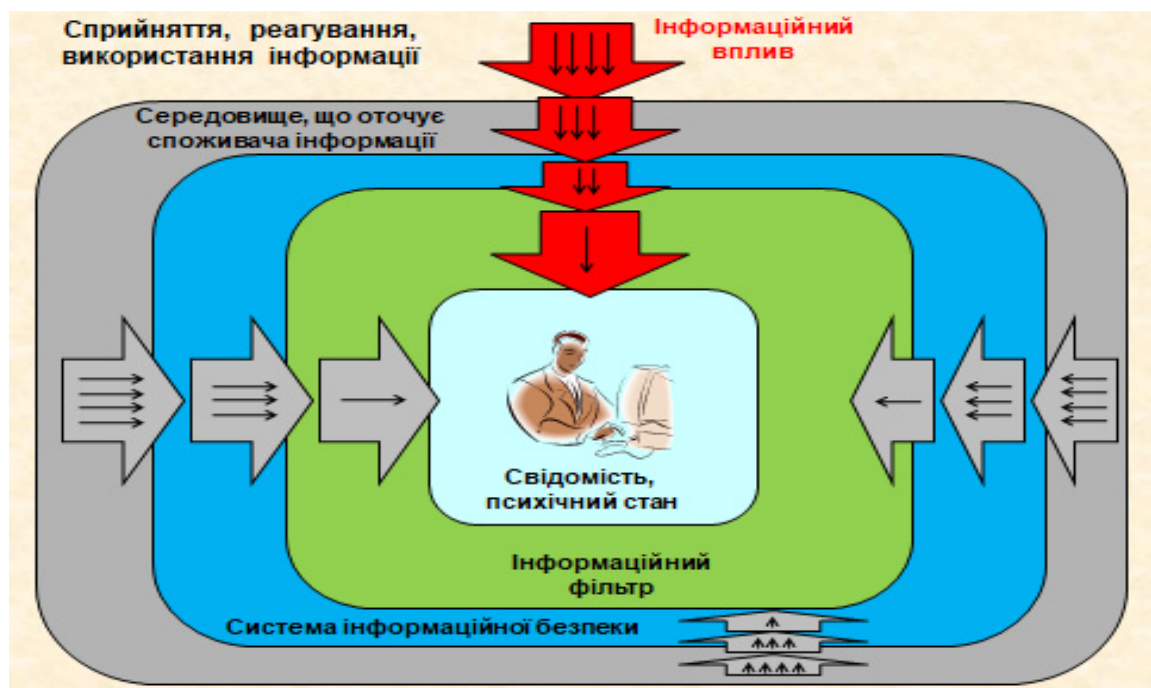 Сприйняття, реагування,
використання інформації
Інформаційний
вплив
Середовище, що оточує
споживача інформації
Свідомість,
психічний стан
Інформаційний
фільтр
Система інформаційної безпеки